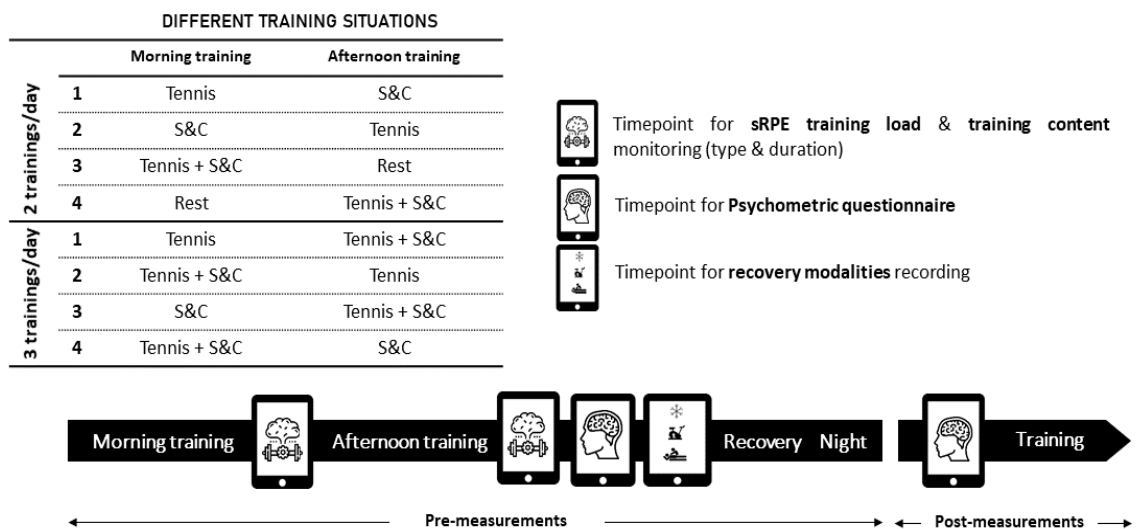 DIFFERENT TRAINING SITUATIONS
Morning training Afternoon training
2 trainings/day
1 Tennis S&C
2 S&C Tennis
3 Tennis + S&C Rest
4 Rest Tennis + S&C
3 trainings/day
1 Tennis Tennis + S&C
2 Tennis + S&C Tennis
3 S&C Tennis + S&C
4 Tennis + S&C S&C
Timepoint for sRPE training load & training content
monitoring (type & duration)
Timepoint for Psychometric questionnaire
Timepoint for recovery modalities recording
Morning training Afternoon training Recovery Night Training
Pre-measurements Post-measurements